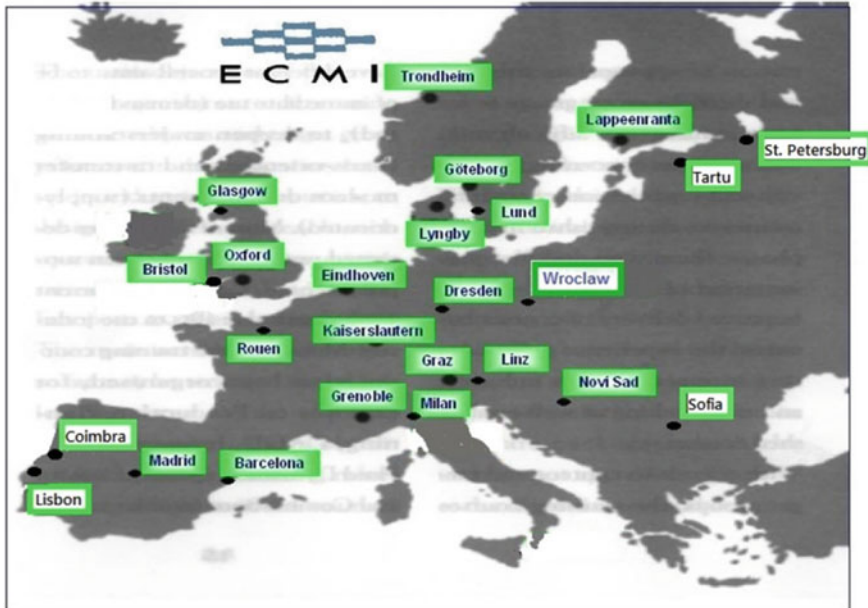 ECMI
Trondheim
Lappeenranta
St. Petersburg
Tartu
Göteborg
Glasgow
Lund
Lyngby
Oxford
Bristol
Eindhoven
Wroclaw
Dresden
Kaiserslautern
Rouen
Graz
Linz
Novi Sad
Grenoble
Milan
Sofia
Coimbra
Madrid
Barcelona
Lisbon